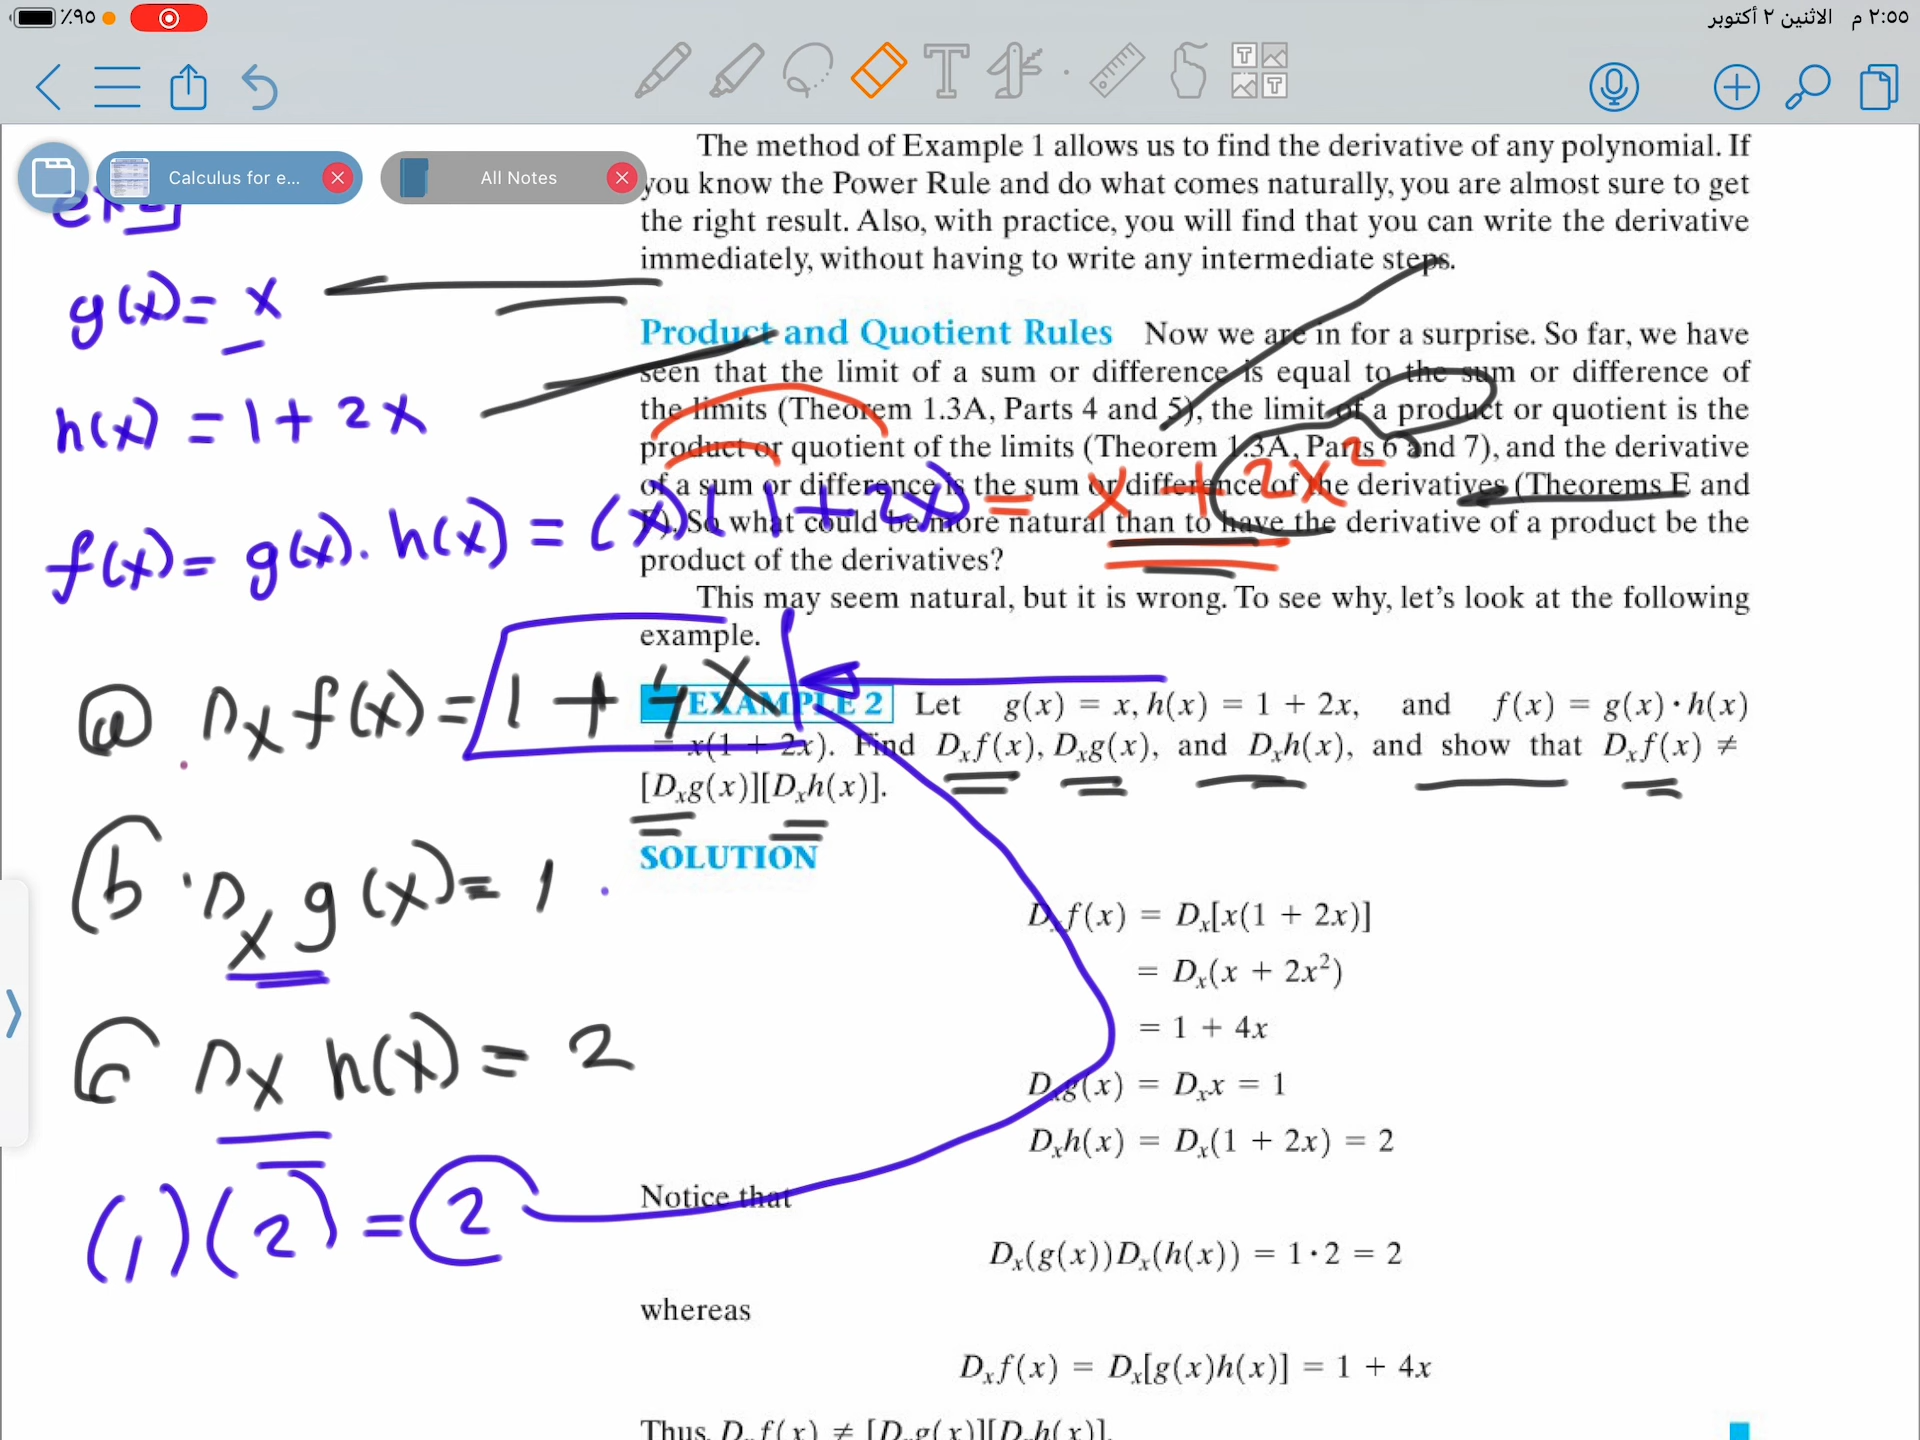 ٪٩٥
٢:٥٥ م الاثنين ٢ أكتوبر
Calculus for e...
All Notes
The method of Example 1 allows us to find the derivative of any polynomial. If
you know the Power Rule and do what comes naturally, you are almost sure to get
the right result. Also, with practice, you will find that you can write the derivative
immediately, without having to write any intermediate steps.
g(x) = x
Product and Quotient Rules Now we are in for a surprise. So far, we have
seen that the limit of a sum or difference is equal to the sum or difference of
the limits (Theorem 1.3A, Parts 4 and 5), the limit of a product or quotient is the
product or quotient of the limits (Theorem 1.3A, Parts 6 and 7), and the derivative
of a sum or difference is the sum or difference of the derivatives (Theorems E and
So what could be more natural than to have the derivative of a product be the
product of the derivatives?
h(x) = 1 + 2x
f(x) = g(x) · h(x) = (x)(1 + 2x) = x + 2x²
This may seem natural, but it is wrong. To see why, let's look at the following
example.
a Dx f(x) = 1 + 4x
EXAMPLE 2 Let g(x) = x, h(x) = 1 + 2x, and f(x) = g(x) · h(x)
= x(1 + 2x). Find Dₓf(x), Dₓg(x), and Dₓh(x), and show that Dₓf(x) ≠
[Dₓg(x)][Dₓh(x)].
SOLUTION
b Dx g(x) = 1
Dₓf(x) = Dₓ[x(1 + 2x)]
= Dₓ(x + 2x²)
= 1 + 4x
c Dx h(x) = 2
Dₓg(x) = Dₓx = 1
Dₓh(x) = Dₓ(1 + 2x) = 2
(1)(2) = 2
Notice that
Dₓ(g(x))Dₓ(h(x)) = 1 · 2 = 2
whereas
Dₓf(x) = Dₓ[g(x)h(x)] = 1 + 4x
Thus, Dₓf(x) ≠ [Dₓg(x)][Dₓh(x)].